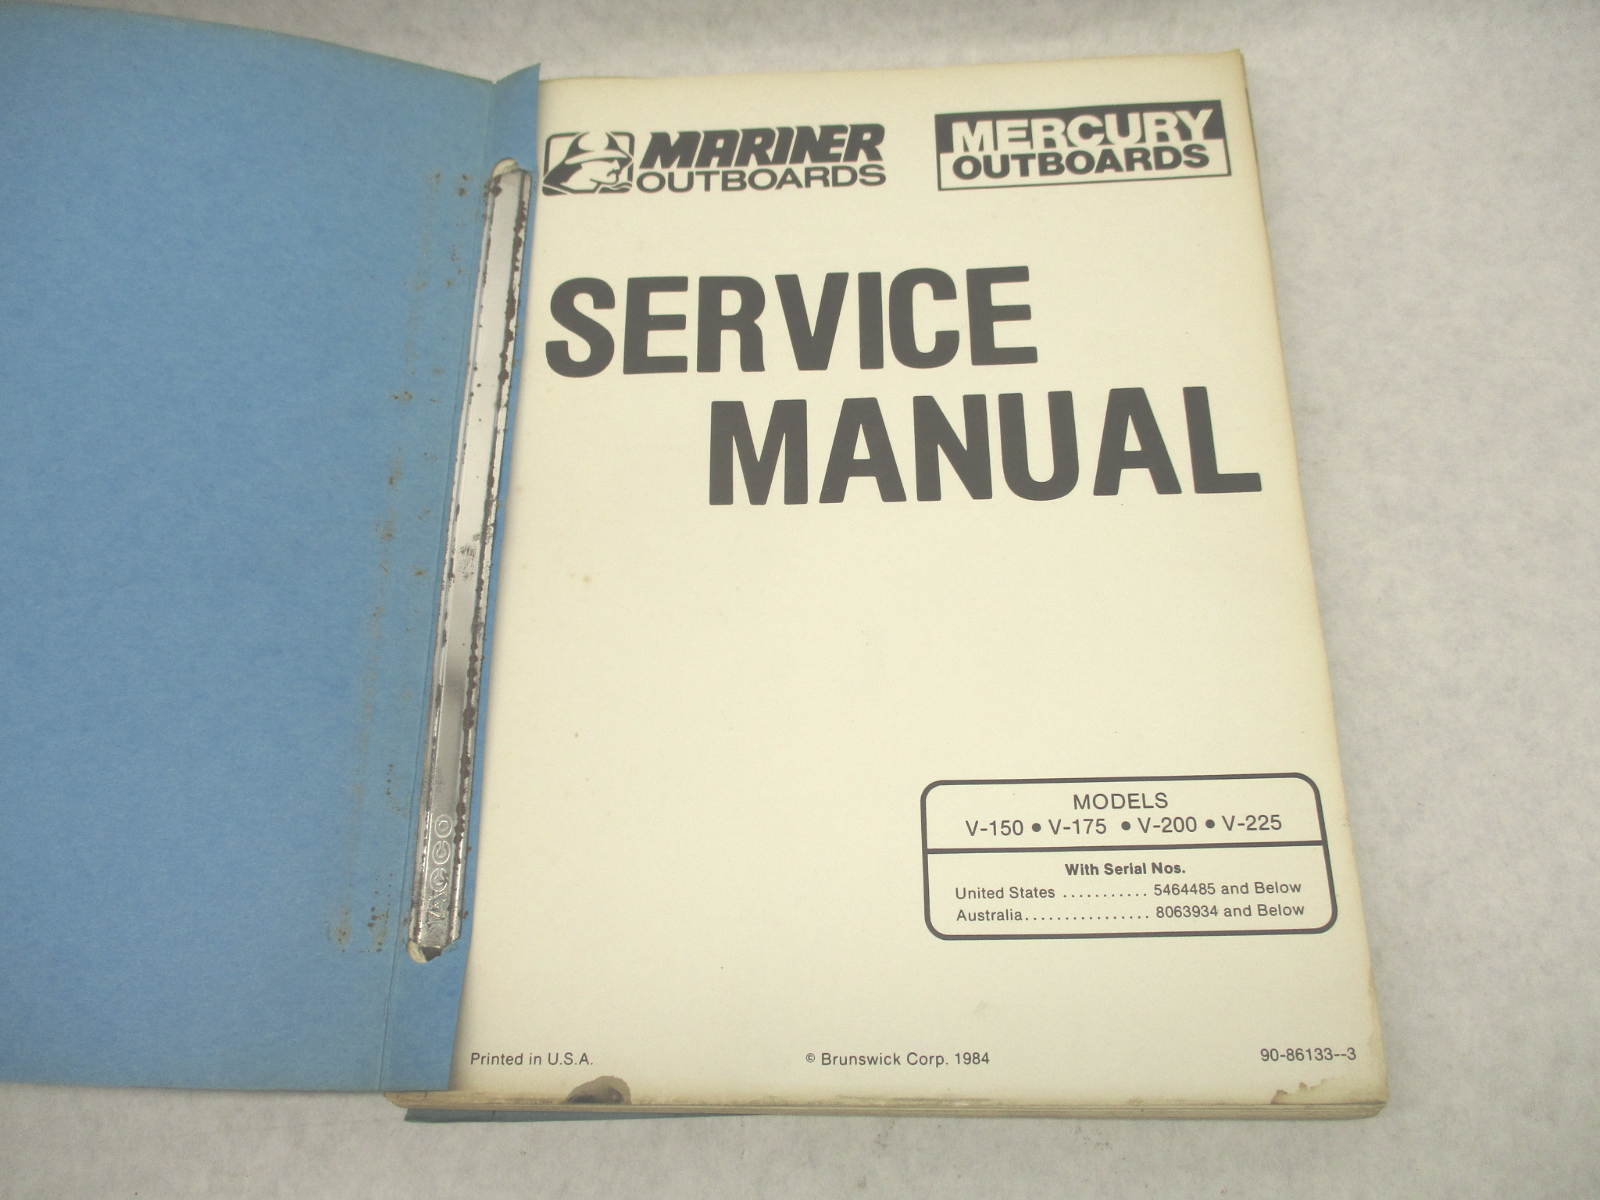 MARINER
OUTBOARDS
MERCURY
OUTBOARDS
SERVICE
MANUAL
MODELS
V-150 • V-175 • V-200 • V-225
With Serial Nos.
United States ........... 5464485 and Below
Australia................ 8063934 and Below
Printed in U.S.A.
© Brunswick Corp. 1984
90-86133--3
ACCO